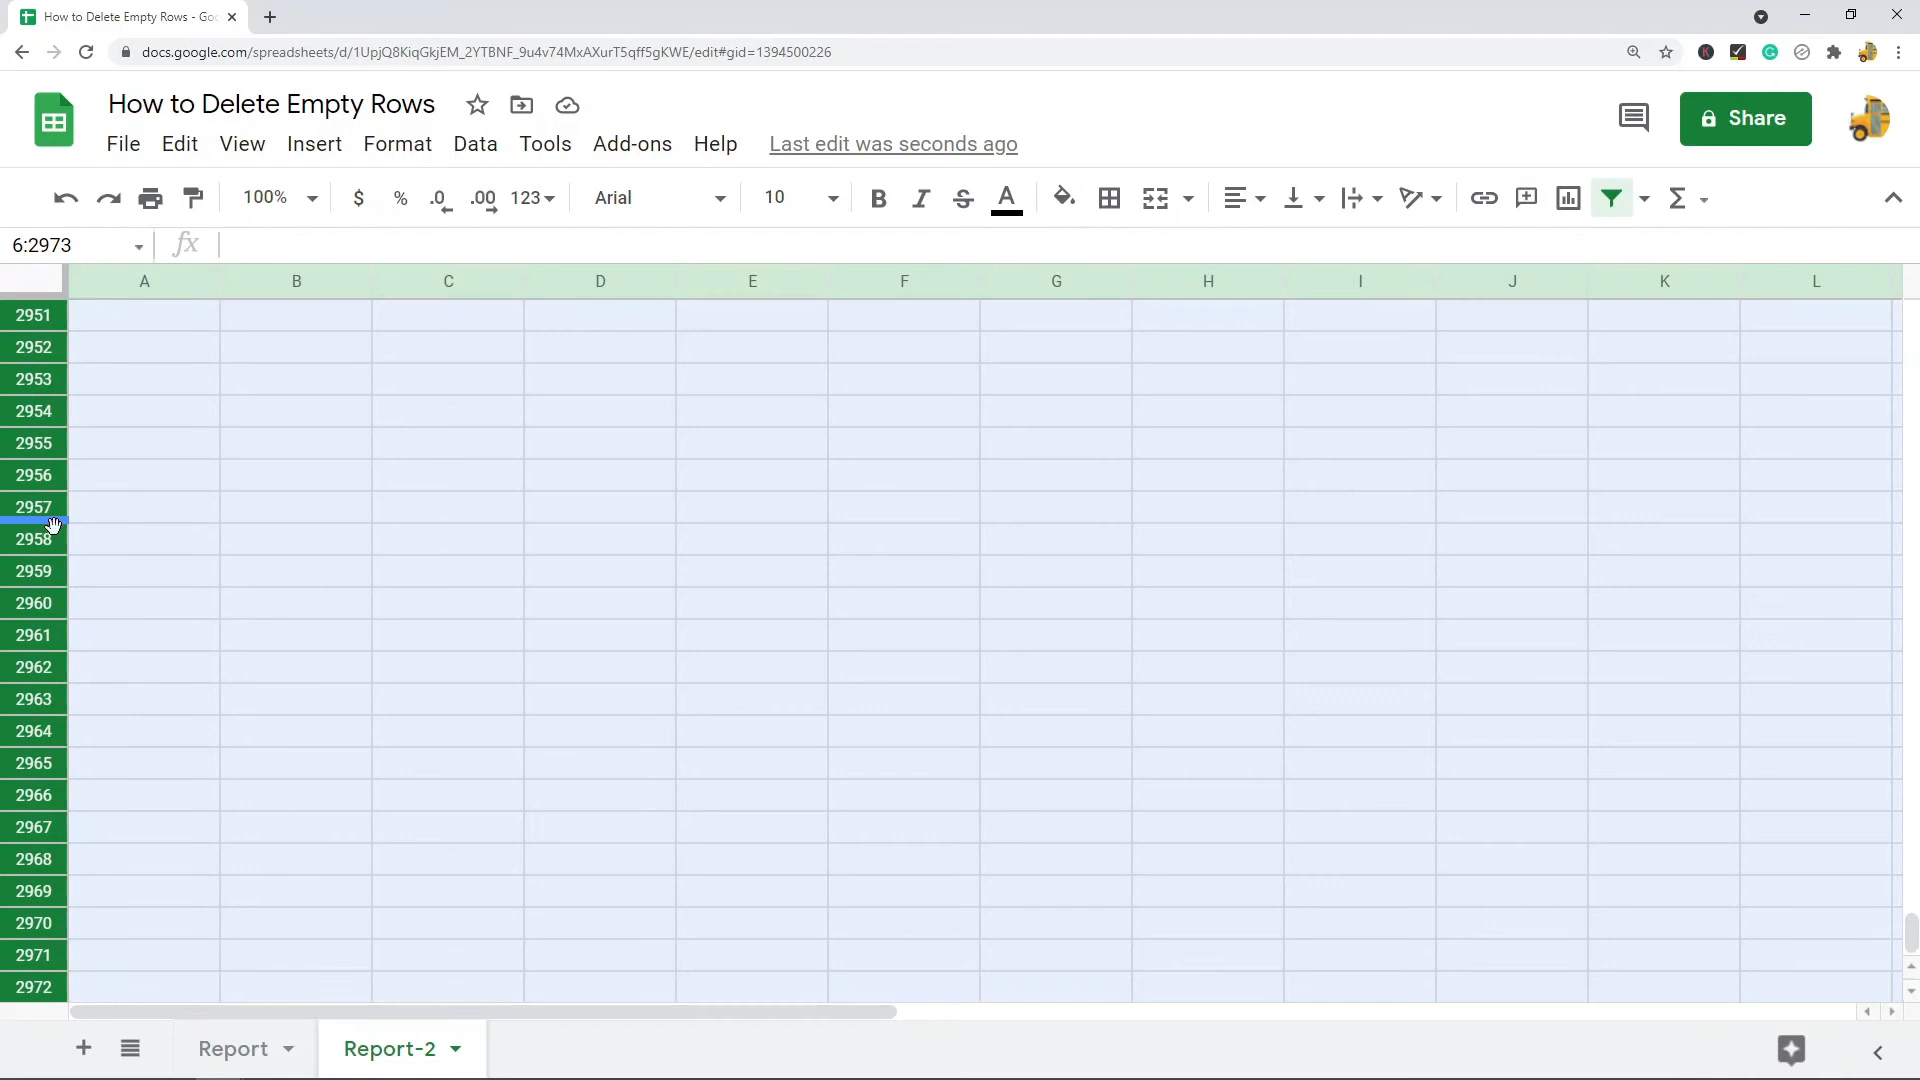 How to Delete Empty Rows - Goo
docs.google.com/spreadsheets/d/1UpjQ8KiqGkjEM_2YTBNF_9u4v74MxAXurT5qff5gKWE/edit#gid=1394500226
How to Delete Empty Rows
Share
File Edit View Insert Format Data Tools Add-ons Help Last edit was seconds ago
100% $ % .0 .00 123 Arial 10 B I S A Σ
6:2973 fx
A B C D E F G H I J K L
2951
2952
2953
2954
2955
2956
2957
2958
2959
2960
2961
2962
2963
2964
2965
2966
2967
2968
2969
2970
2971
2972
Report Report-2